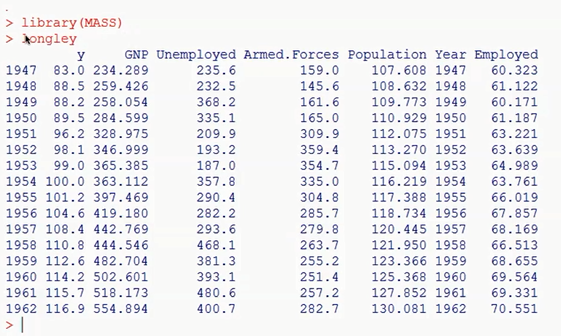 > library(MASS)
> longley
y GNP Unemployed Armed.Forces Population Year Employed
1947 83.0 234.289 235.6 159.0 107.608 1947 60.323
1948 88.5 259.426 232.5 145.6 108.632 1948 61.122
1949 88.2 258.054 368.2 161.6 109.773 1949 60.171
1950 89.5 284.599 335.1 165.0 110.929 1950 61.187
1951 96.2 328.975 209.9 309.9 112.075 1951 63.221
1952 98.1 346.999 193.2 359.4 113.270 1952 63.639
1953 99.0 365.385 187.0 354.7 115.094 1953 64.989
1954 100.0 363.112 357.8 335.0 116.219 1954 63.761
1955 101.2 397.469 290.4 304.8 117.388 1955 66.019
1956 104.6 419.180 282.2 285.7 118.734 1956 67.857
1957 108.4 442.769 293.6 279.8 120.445 1957 68.169
1958 110.8 444.546 468.1 263.7 121.950 1958 66.513
1959 112.6 482.704 381.3 255.2 123.366 1959 68.655
1960 114.2 502.601 393.1 251.4 125.368 1960 69.564
1961 115.7 518.173 480.6 257.2 127.852 1961 69.331
1962 116.9 554.894 400.7 282.7 130.081 1962 70.551
>